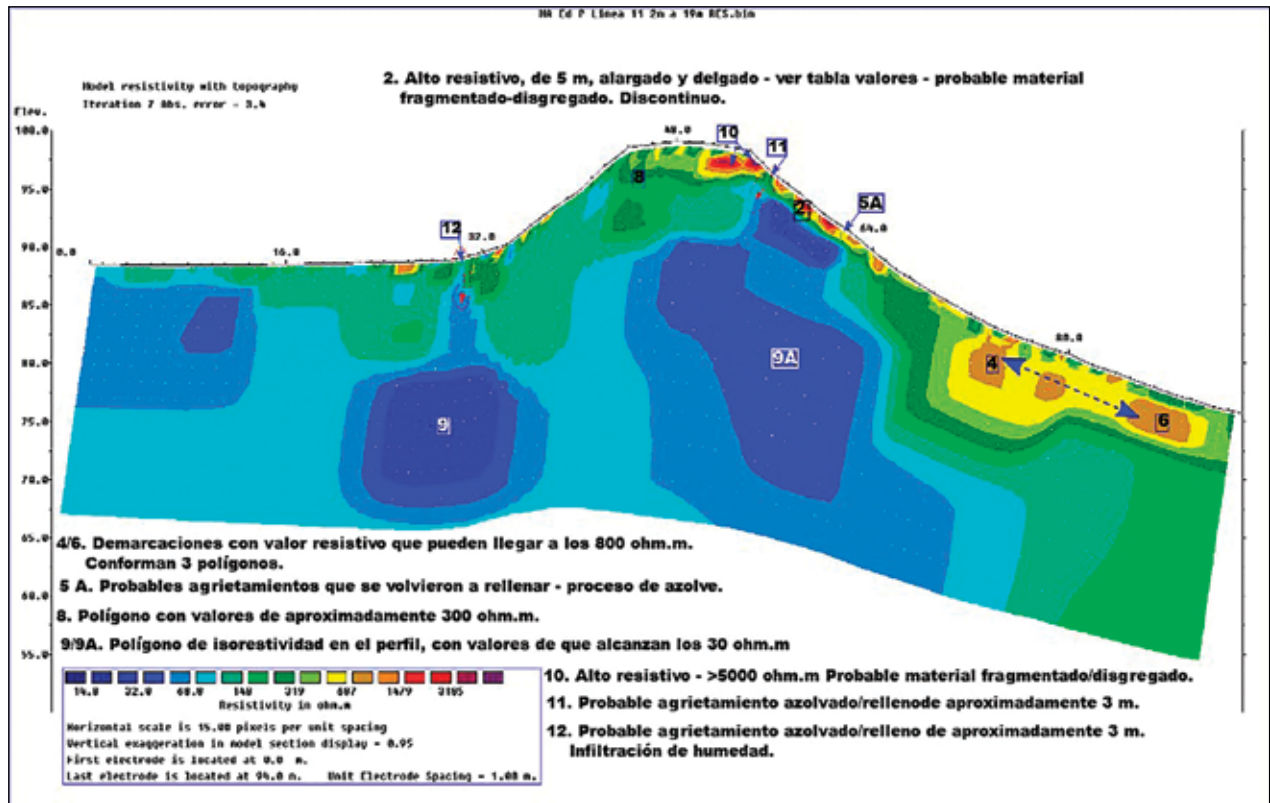 MA Cd P Linea 11 2m a 19m RCS.bin
2. Alto resistivo, de 5 m, alargado y delgado - ver tabla valores - probable material
fragmentado-disgregado. Discontinuo.
Model resistivity with topography
Iteration 7 Abs. error - 3.4
Elev.
100.0
48.0
10
11
95.0
8
2
5A
64.0
12
32.0
90.0
0.0
16.0
85.0
80.0
80.0
4
9A
75.0
9
6
70.0
65.0
4/6. Demarcaciones con valor resistivo que pueden llegar a los 800 ohm.m.
Conforman 3 polígonos.
5 A. Probables agrietamientos que se volvieron a rellenar - proceso de azolve.
60.0
8. Polígono con valores de aproximadamente 300 ohm.m.
9/9A. Polígono de isorestividad en el perfil, con valores de que alcanzan los 30 ohm.m
55.0
10. Alto resistivo - >5000 ohm.m Probable material fragmentado/disgregado.
14.8 32.0 68.0 148 319 687 1479 3185
Resistivity in ohm.m
11. Probable agrietamiento azolvado/rellenode aproximadamente 3 m.
Horizontal scale is 15.00 pixels per unit spacing
Vertical exaggeration in model section display - 0.95
First electrode is located at 0.0 m.
Last electrode is located at 94.0 m. Unit Electrode Spacing - 1.00 m.
12. Probable agrietamiento azolvado/relleno de aproximadamente 3 m.
Infiltración de humedad.